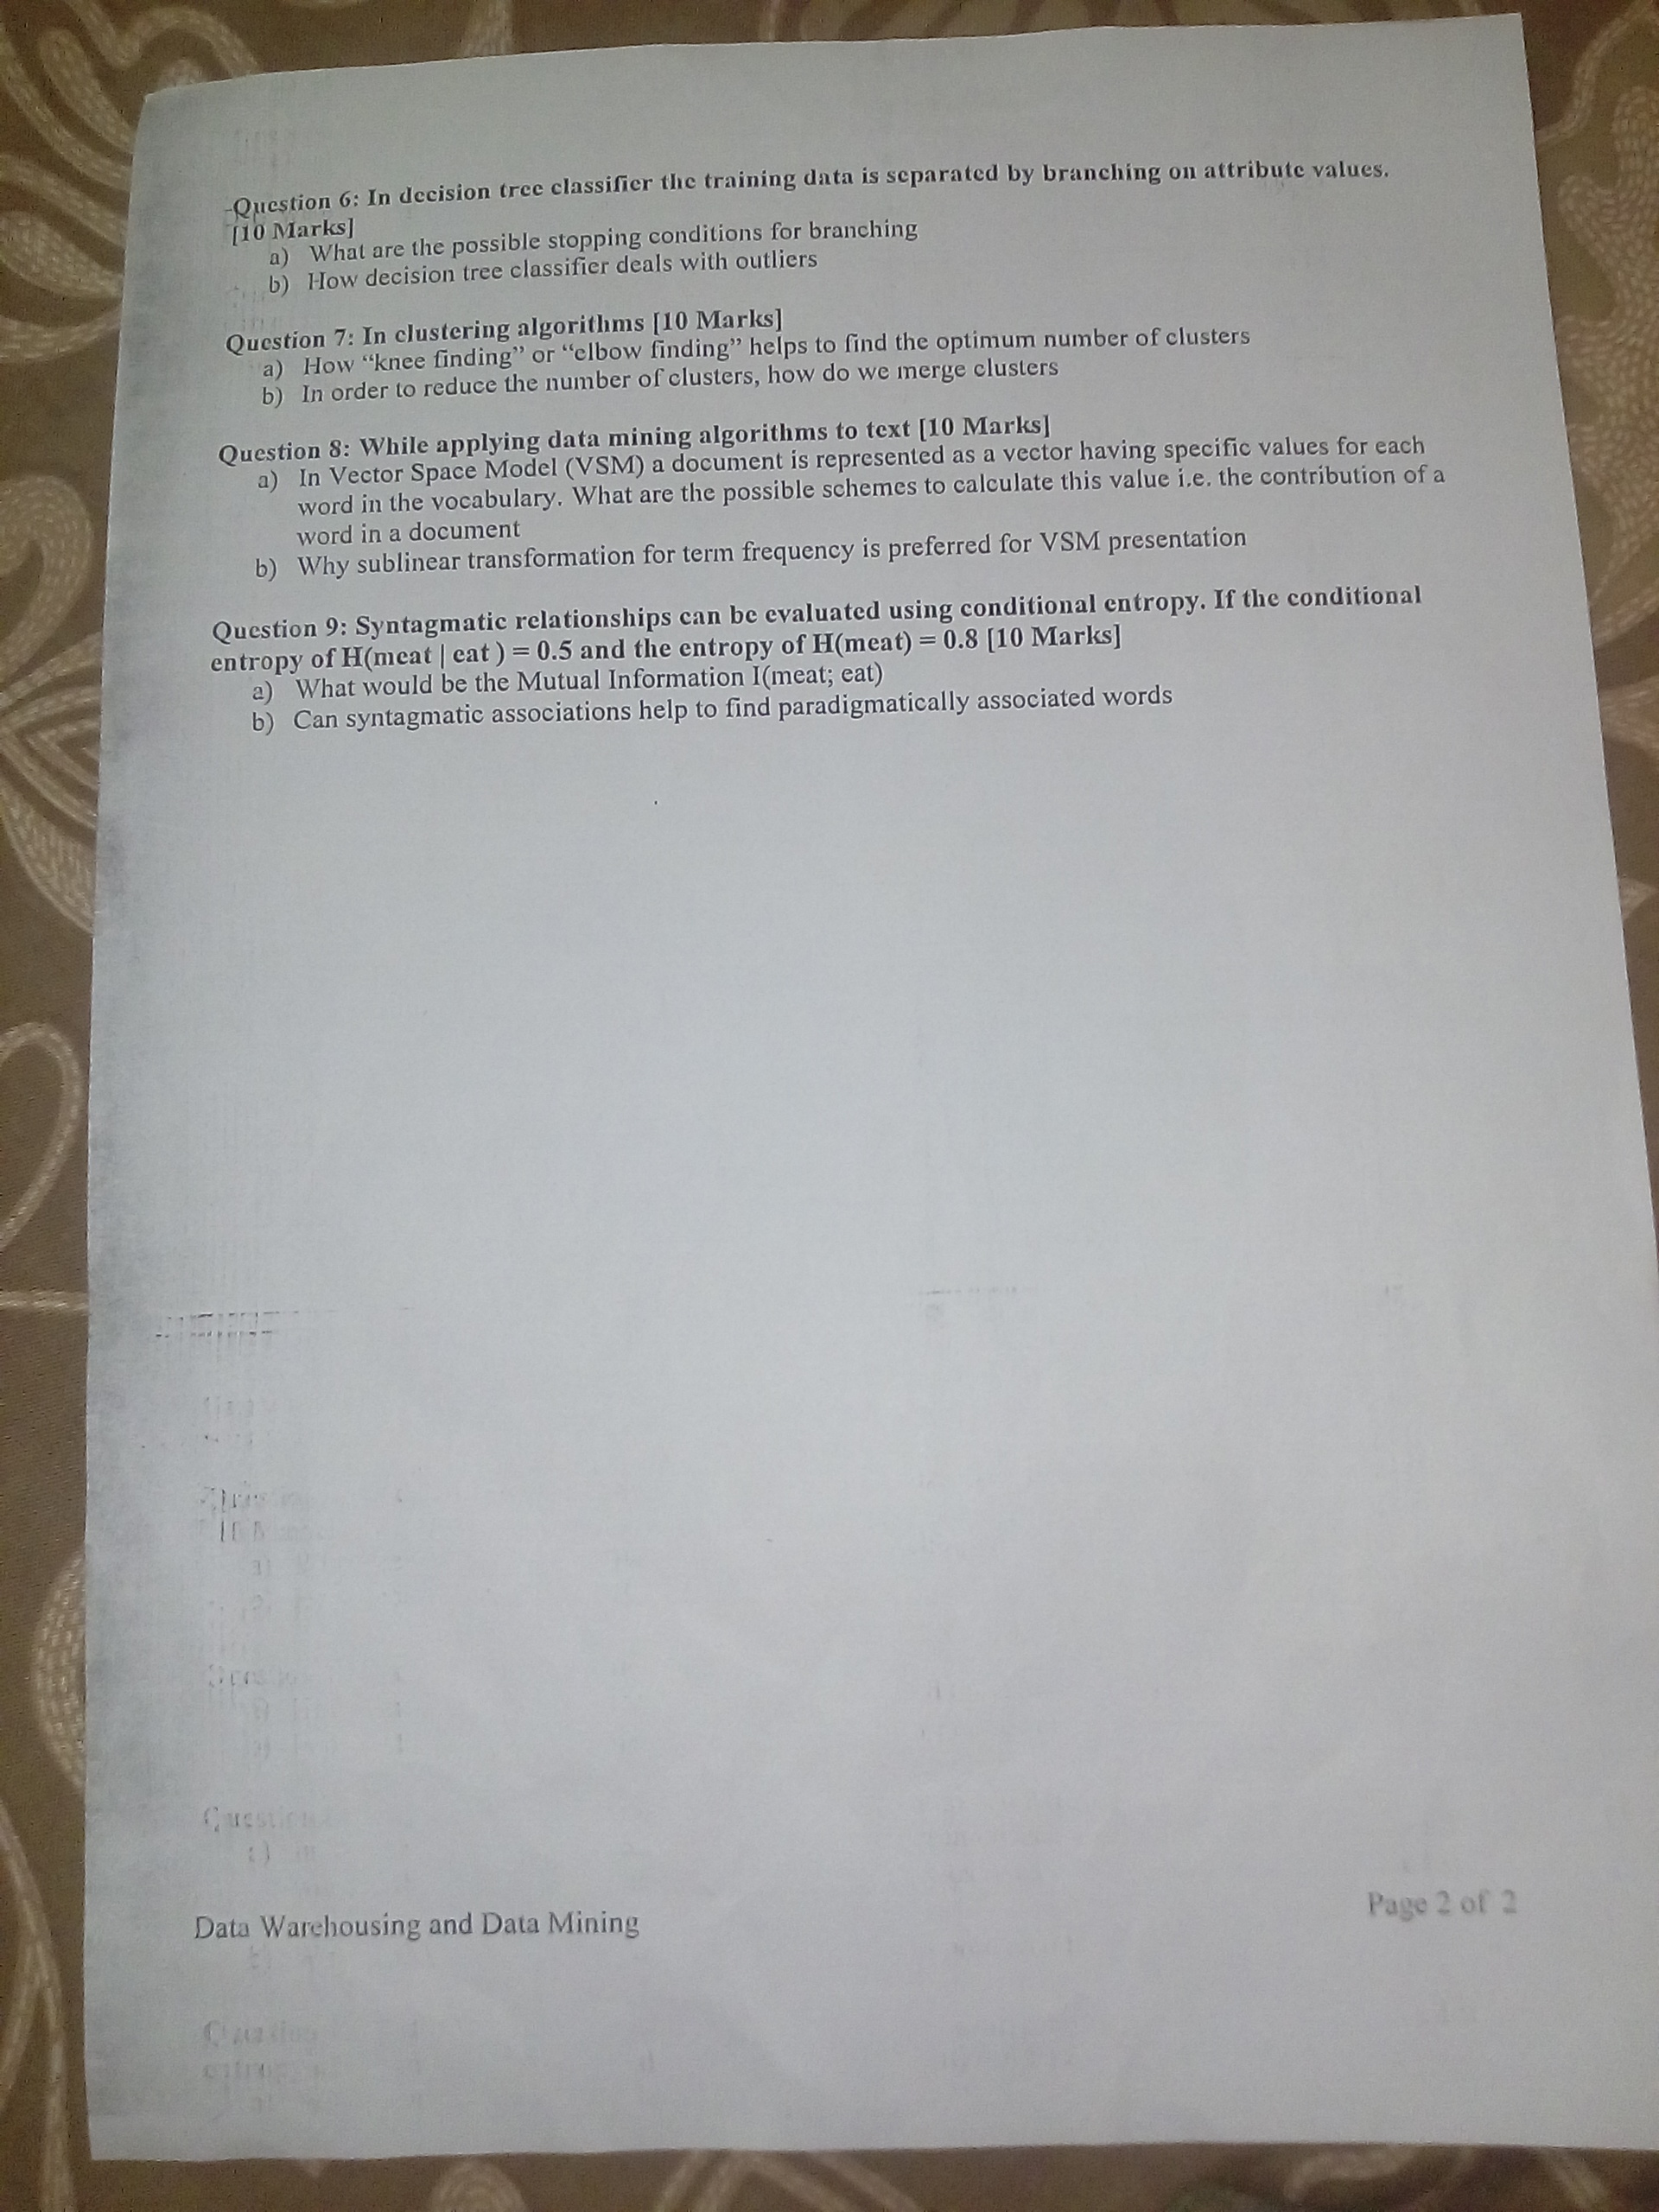 Question 6: In decision tree classifier the training data is separated by branching on attribute values.
[10 Marks]
a) What are the possible stopping conditions for branching
b) How decision tree classifier deals with outliers
Question 7: In clustering algorithms [10 Marks]
a) How “knee finding” or “elbow finding” helps to find the optimum number of clusters
b) In order to reduce the number of clusters, how do we merge clusters
Question 8: While applying data mining algorithms to text [10 Marks]
a) In Vector Space Model (VSM) a document is represented as a vector having specific values for each
word in the vocabulary. What are the possible schemes to calculate this value i.e. the contribution of a
word in a document
b) Why sublinear transformation for term frequency is preferred for VSM presentation
Question 9: Syntagmatic relationships can be evaluated using conditional entropy. If the conditional
entropy of H(meat | eat ) = 0.5 and the entropy of H(meat) = 0.8 [10 Marks]
a) What would be the Mutual Information I(meat; eat)
b) Can syntagmatic associations help to find paradigmatically associated words
Data Warehousing and Data Mining
Page 2 of 2